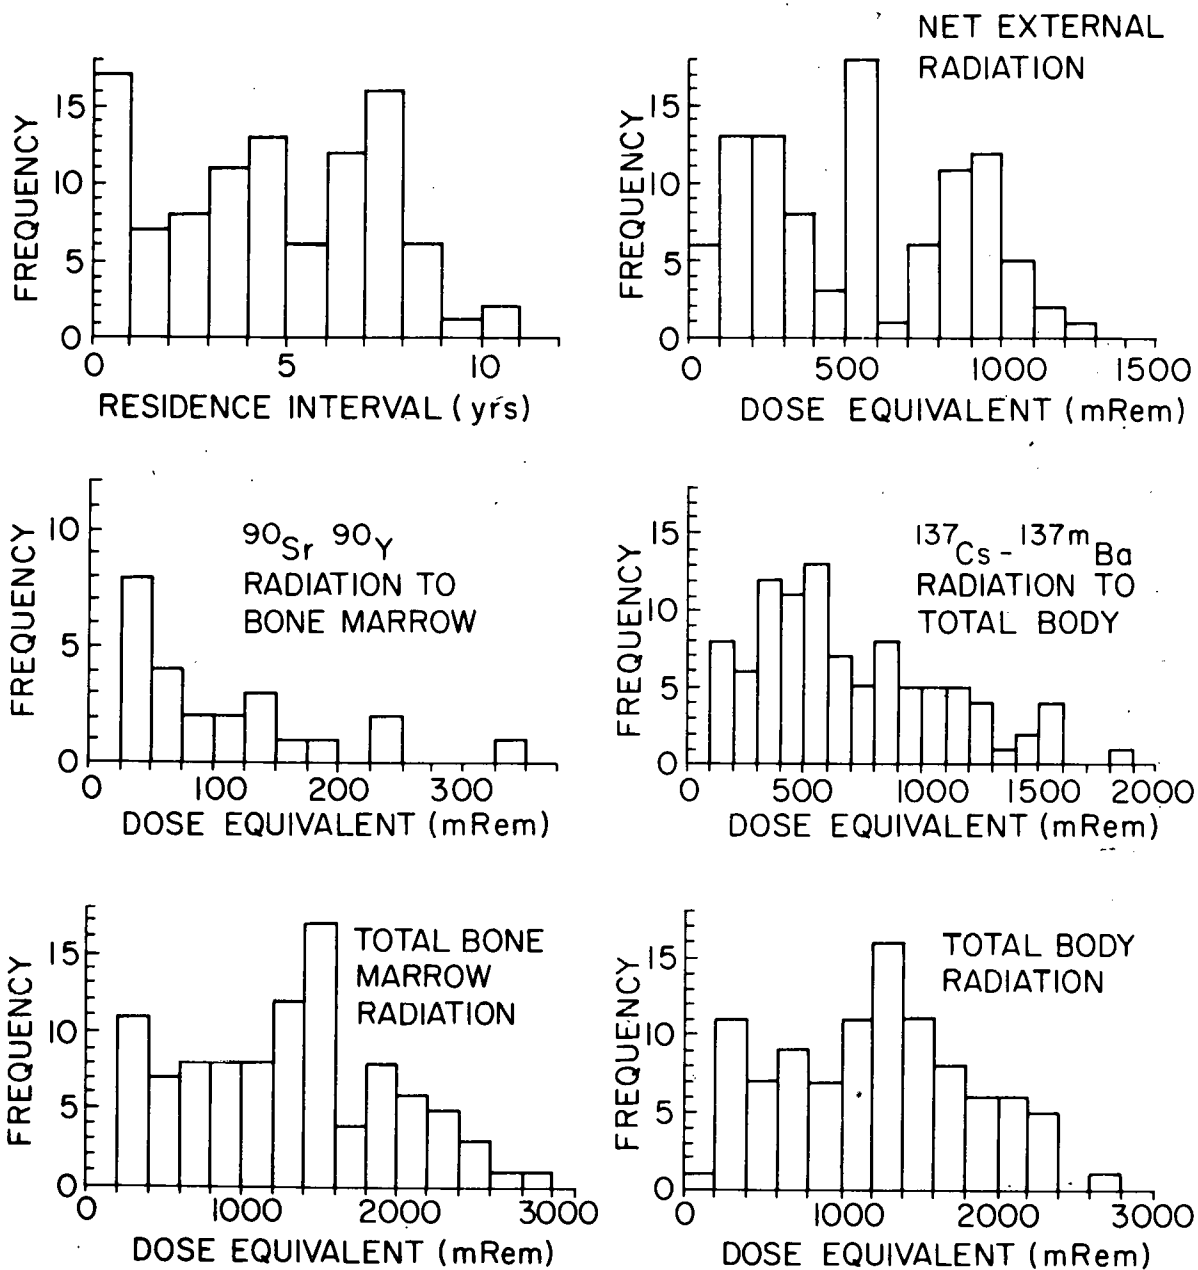 FREQUENCY
15
10
5
0
0 5 10
RESIDENCE INTERVAL (yrs)
NET EXTERNAL
RADIATION
FREQUENCY
15
10
5
0
0 500 1000 1500
DOSE EQUIVALENT (mRem)
FREQUENCY
10
5
0
90Sr 90Y
RADIATION TO
BONE MARROW
0 100 200 300
DOSE EQUIVALENT (mRem)
FREQUENCY
15
10
5
0
137Cs - 137mBa
RADIATION TO
TOTAL BODY
0 500 1000 1500 2000
DOSE EQUIVALENT (mRem)
FREQUENCY
15
10
5
0
TOTAL BONE
MARROW
RADIATION
0 1000 2000 3000
DOSE EQUIVALENT (mRem)
FREQUENCY
15
10
5
0
TOTAL BODY
RADIATION
0 1000 2000 3000
DOSE EQUIVALENT (mRem)